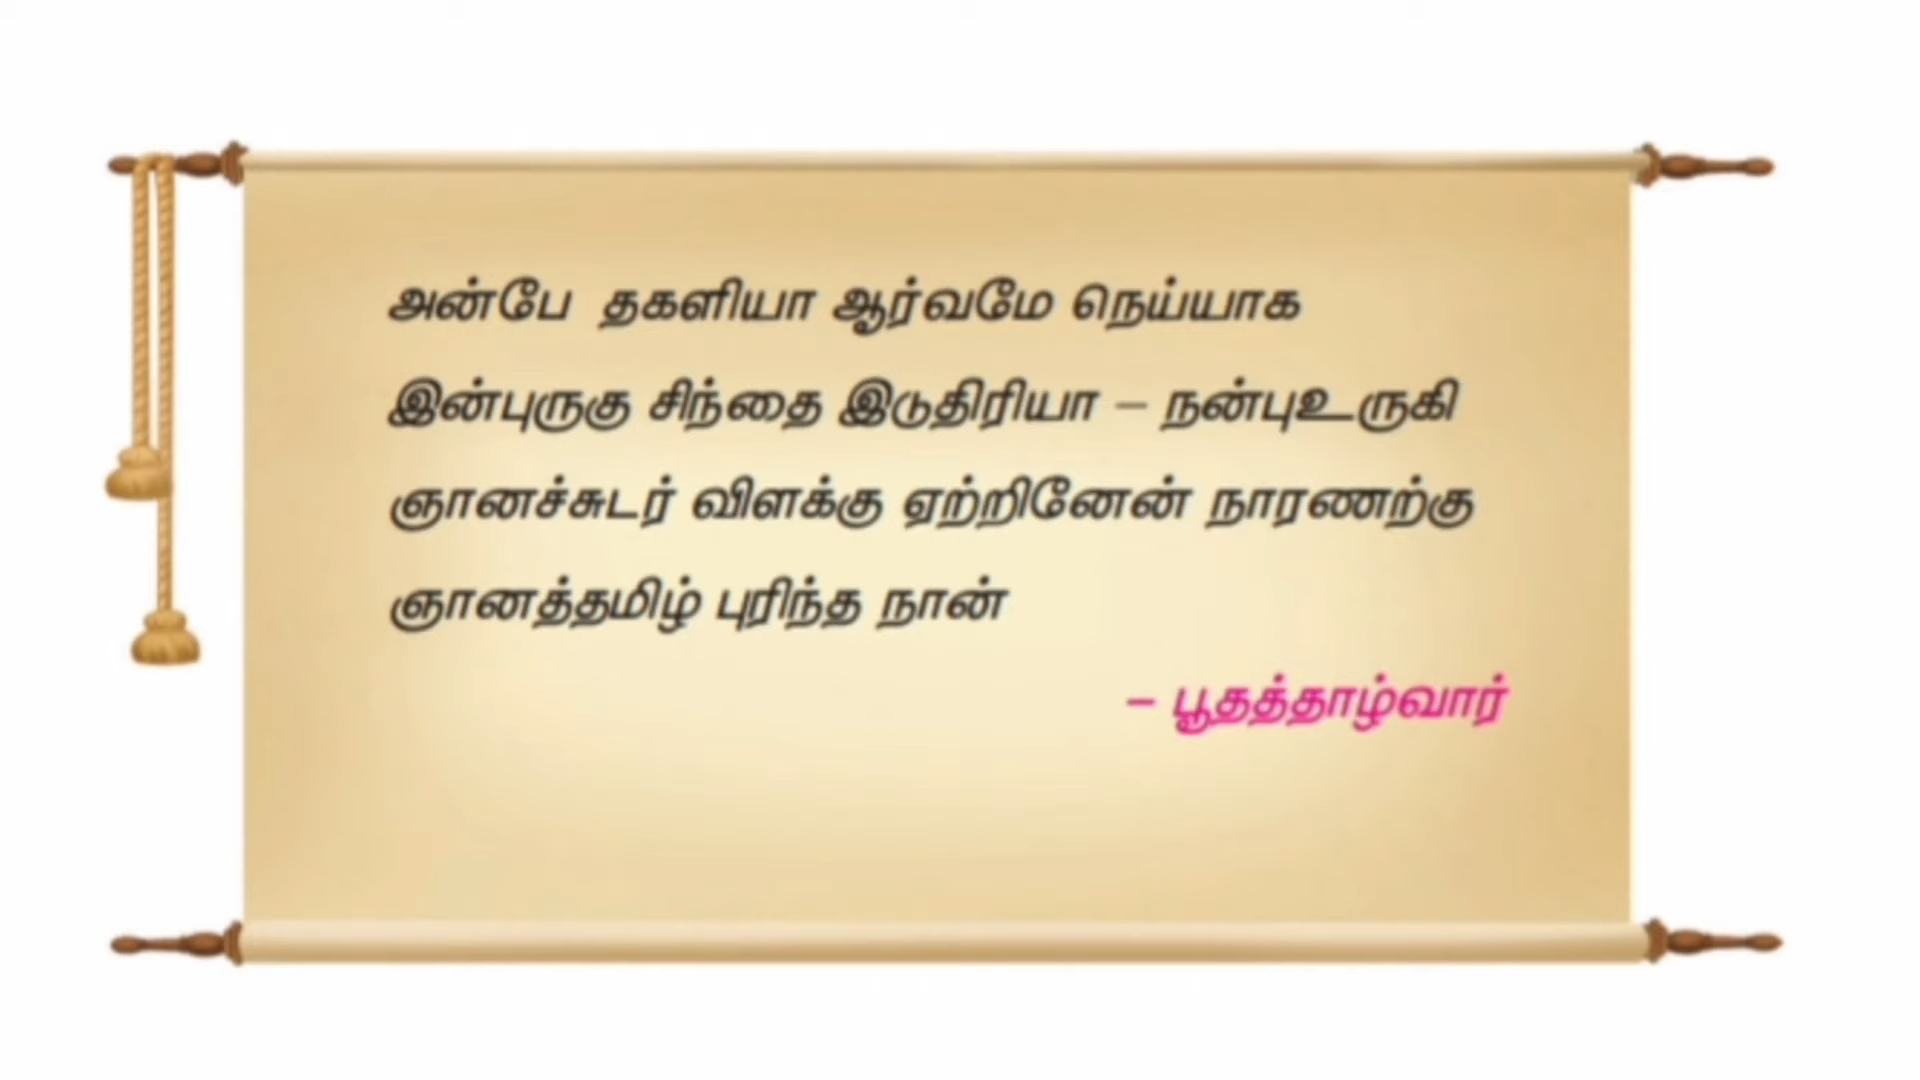 அன்பே தகளியா ஆர்வமே நெய்யாக
இன்புருகு சிந்தை இடுதிரியா – நன்புஉருகி
ஞானச்சுடர் விளக்கு ஏற்றினேன் நாரணற்கு
ஞானத்தமிழ் புரிந்த நான்
– பூதத்தாழ்வார்